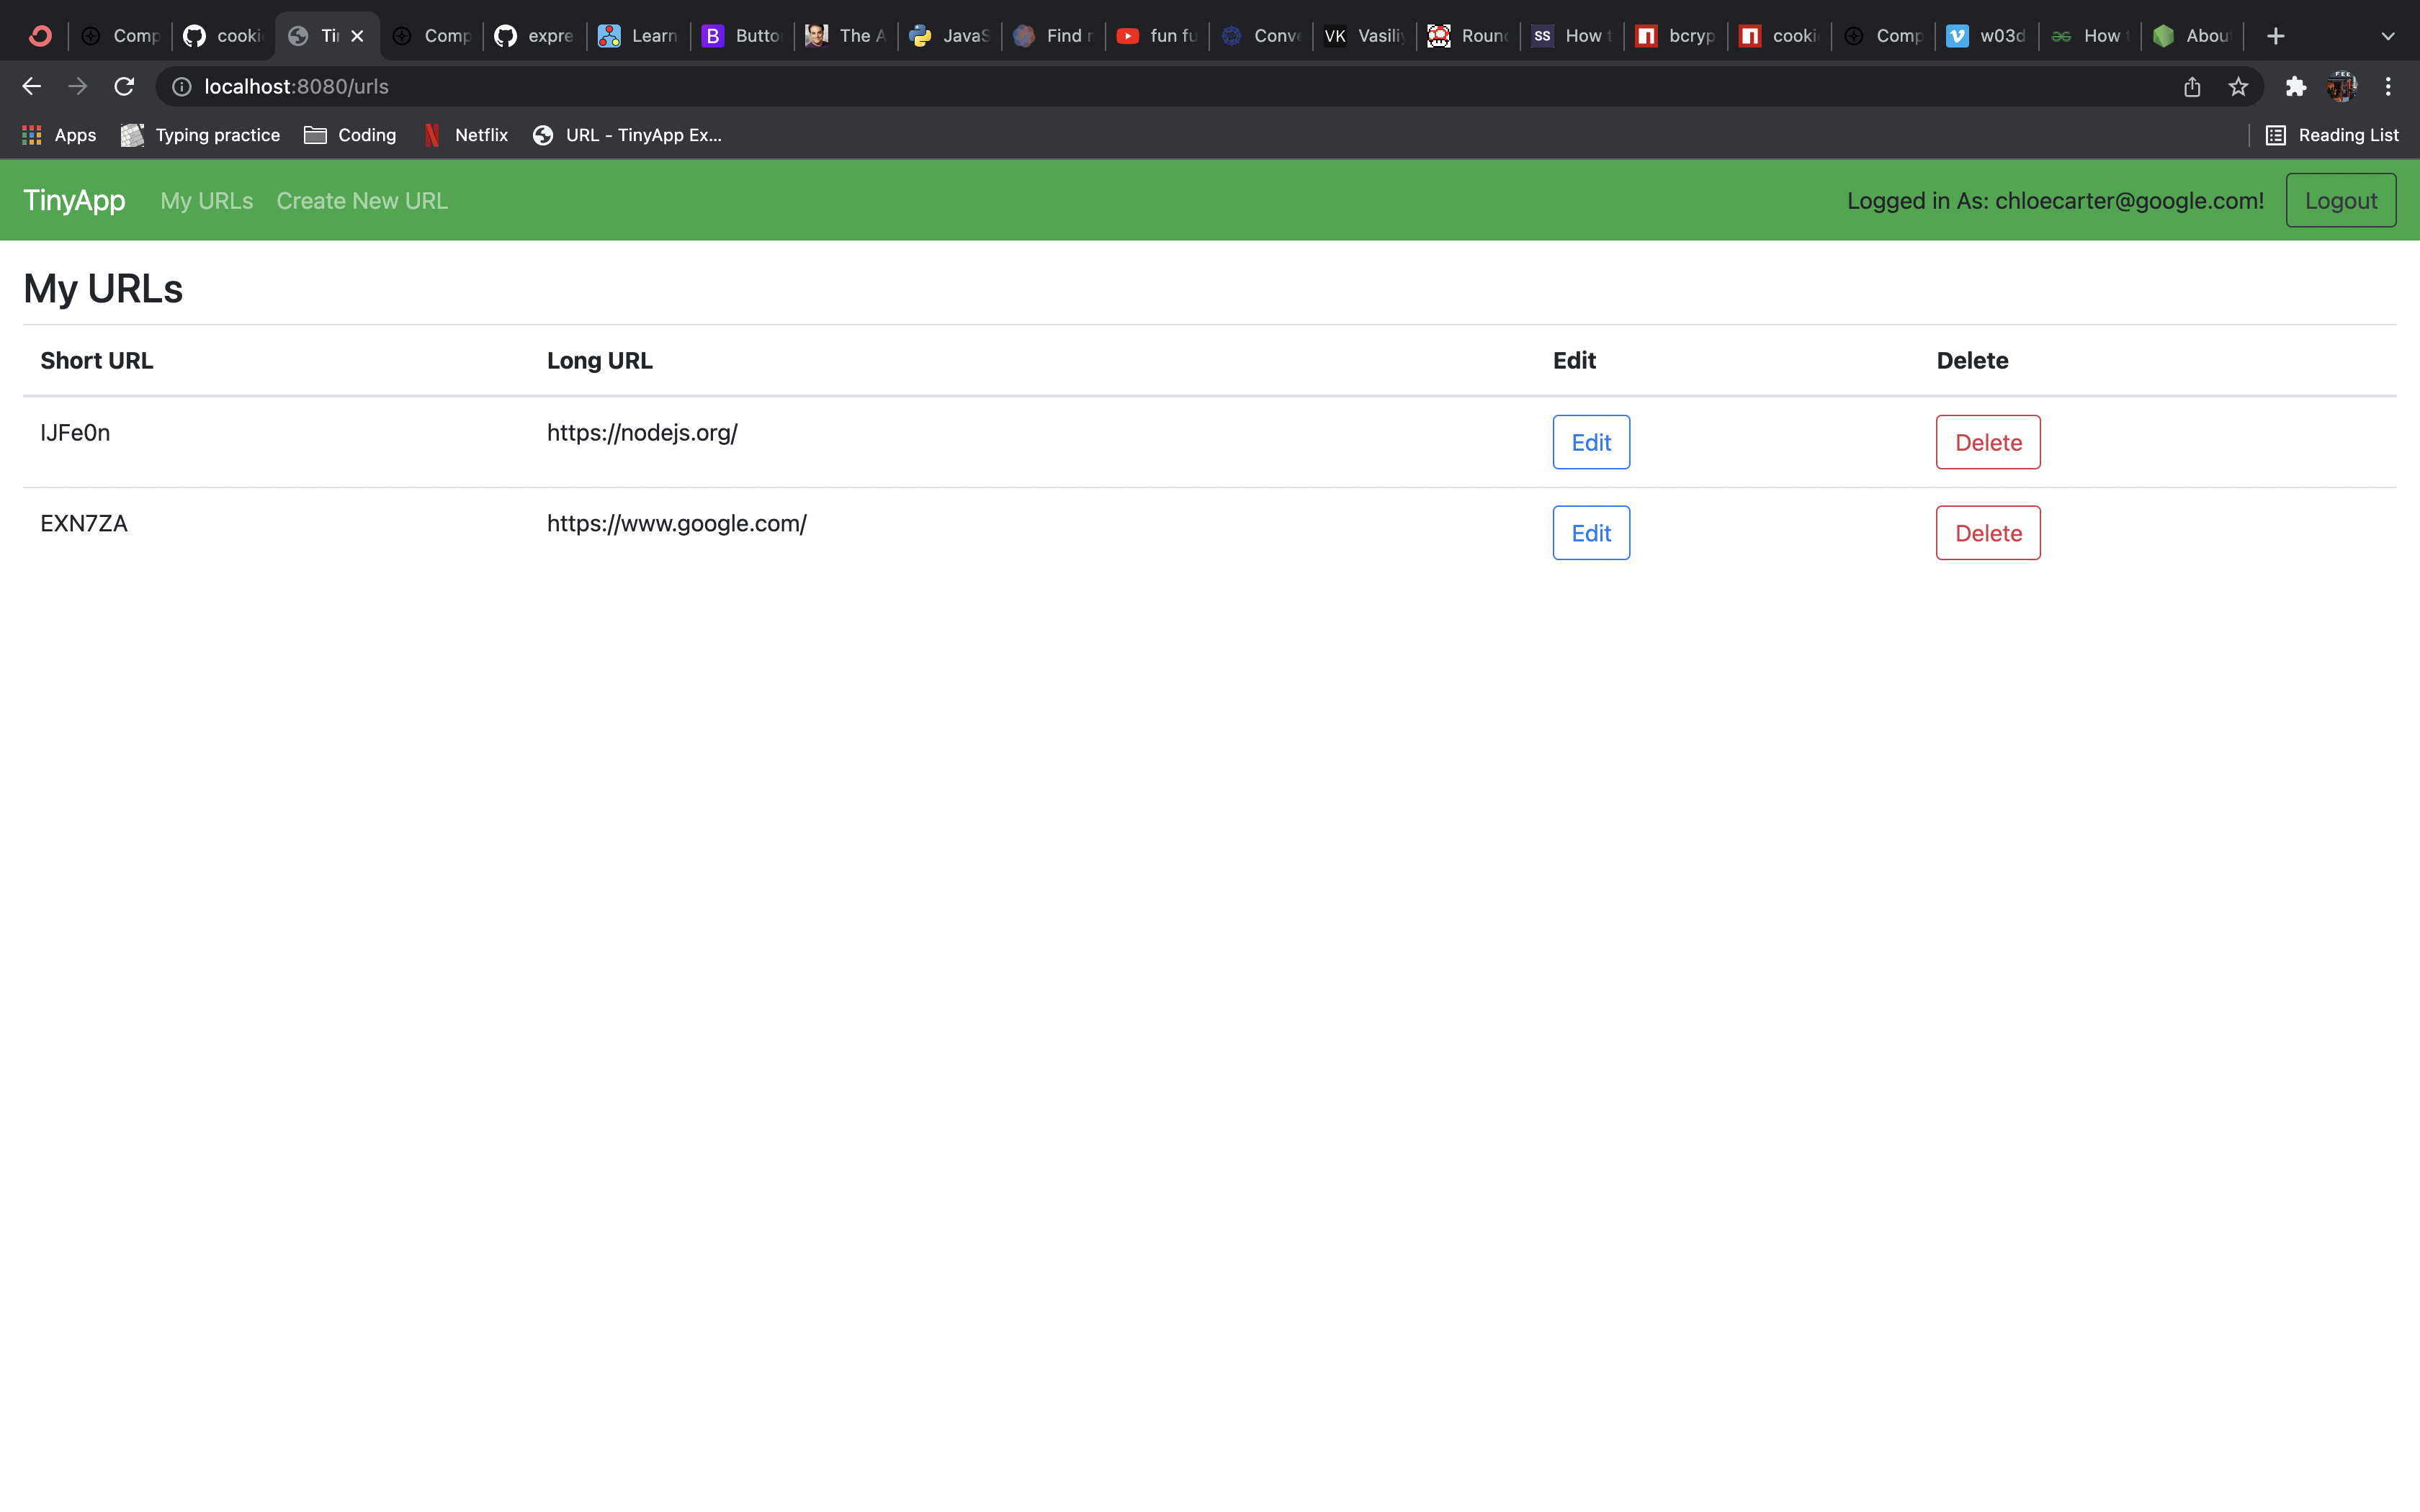 Comp cooki Tin Comp expre Learn B Butto The A JavaS Find fun fu Conve VK Vasiliy Roun SS How t bcryp cooki Comp w03d How Abou
localhost:8080/urls
Apps Typing practice Coding Netflix URL - TinyApp Ex... Reading List
TinyApp My URLs Create New URL Logged in As: chloecarter@google.com! Logout
My URLs
Short URL Long URL Edit Delete
IJFe0n https://nodejs.org/ Edit Delete
EXN7ZA https://www.google.com/ Edit Delete